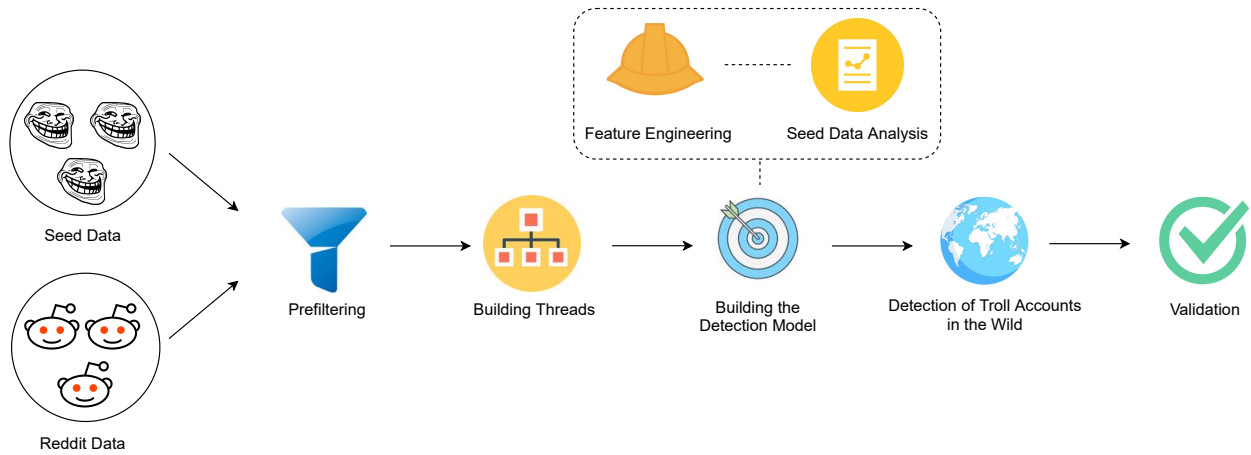 Feature Engineering
Seed Data Analysis
Seed Data
Prefiltering
Building Threads
Building the
Detection Model
Detection of Troll Accounts
in the Wild
Validation
Reddit Data